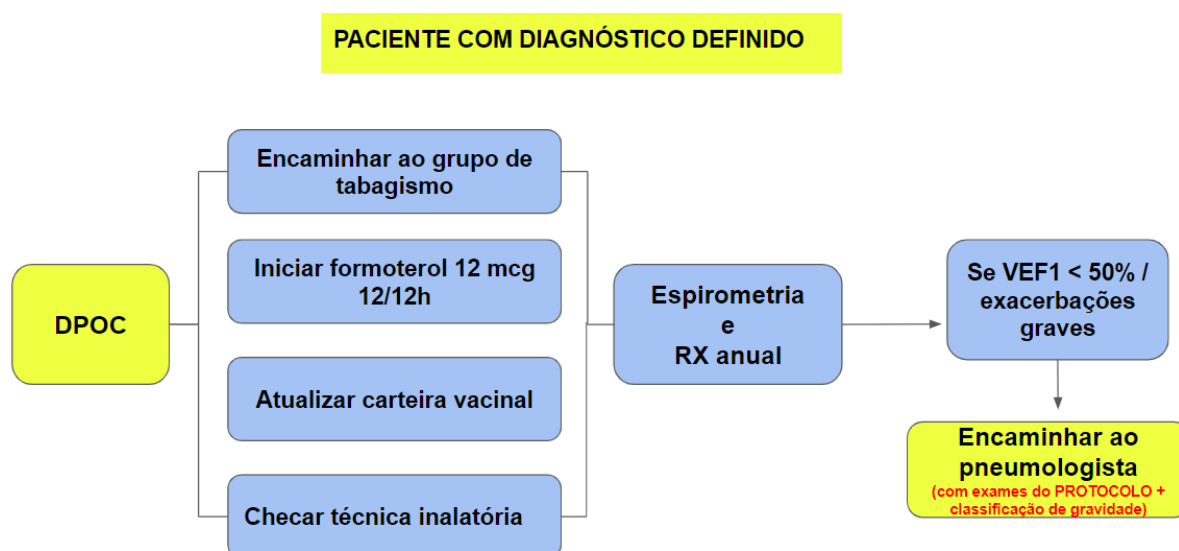 PACIENTE COM DIAGNÓSTICO DEFINIDO
DPOC
Encaminhar ao grupo de
tabagismo
Iniciar formoterol 12 mcg
12/12h
Atualizar carteira vacinal
Checar técnica inalatória
Espirometria
e
RX anual
Se VEF1 < 50% /
exacerbações
graves
Encaminhar ao
pneumologista
(com exames do PROTOCOLO +
classificação de gravidade)